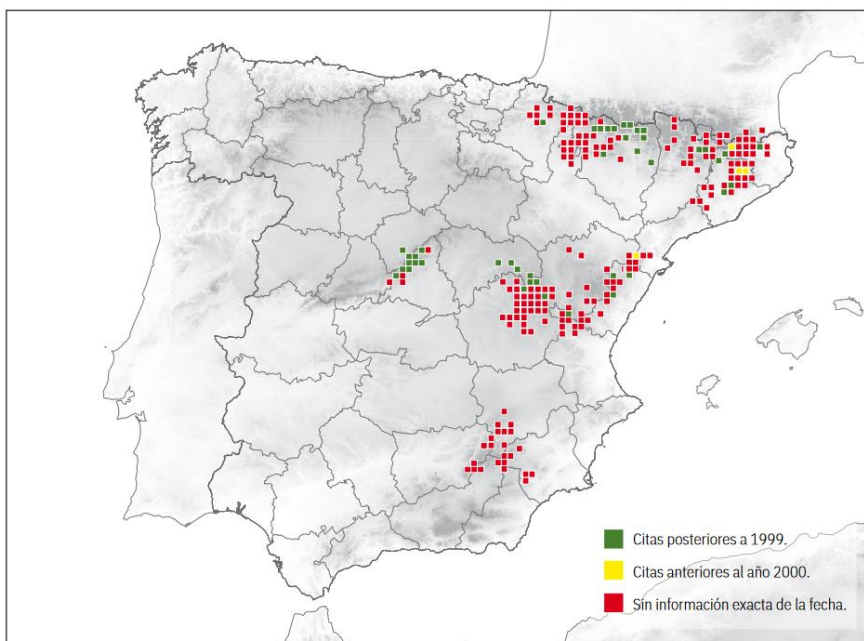 Citas posteriores a 1999.
Citas anteriores al año 2000.
Sin información exacta de la fecha.